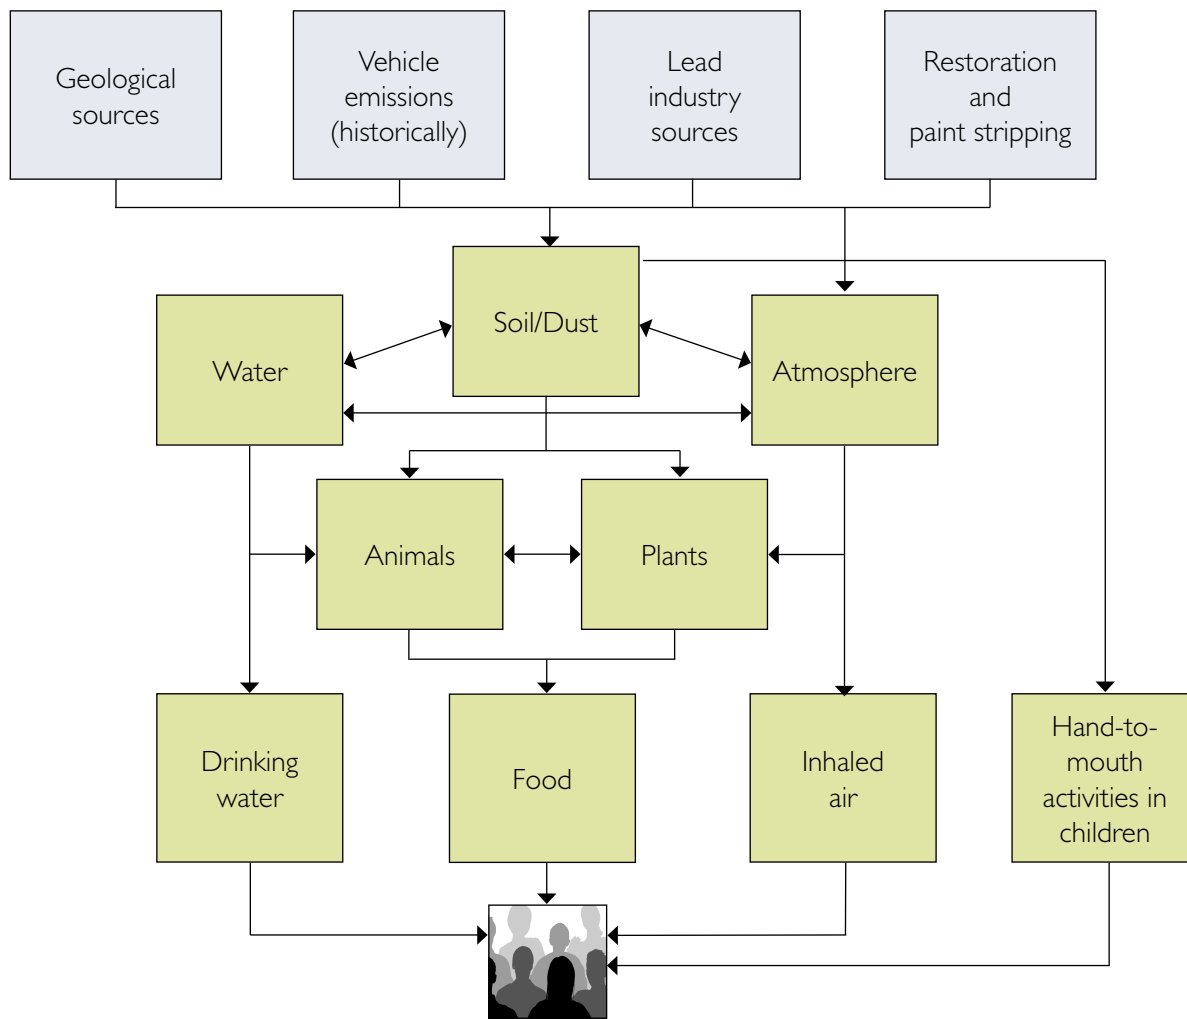 Geological
sources
Vehicle
emissions
(historically)
Lead
industry
sources
Restoration
and
paint stripping
Soil/Dust
Water
Atmosphere
Animals
Plants
Drinking
water
Food
Inhaled
air
Hand-to-
mouth
activities in
children